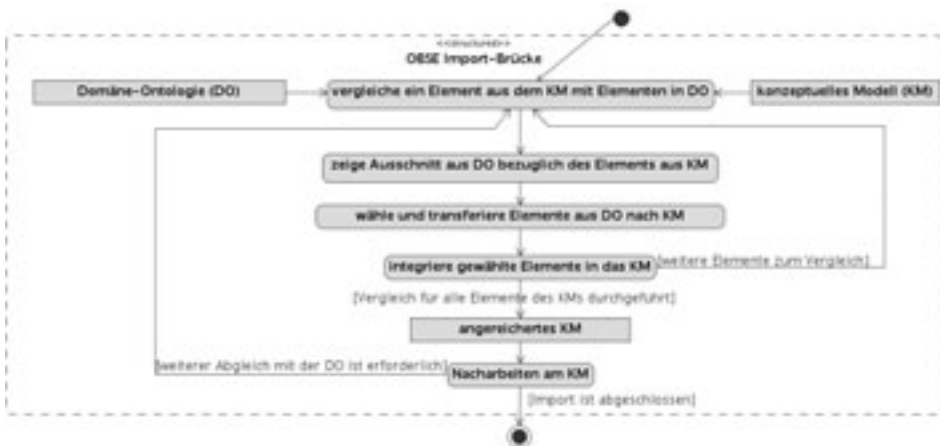 <<structured>>
OBSE Import-Brücke
Domäne-Ontologie (DO)
vergleiche ein Element aus dem KM mit Elementen in DO
konzeptuelles Modell (KM)
zeige Ausschnitt aus DO bezuglich des Elements aus KM
wähle und transferiere Elemente aus DO nach KM
integriere gewählte Elemente in das KM
[weitere Elemente zum Vergleich]
[Vergleich für alle Elemente des KMs durchgeführt]
angereichertes KM
[weiterer Abgleich mit der DO ist erforderlich]
Nacharbeiten am KM
[Import ist abgeschlossen]